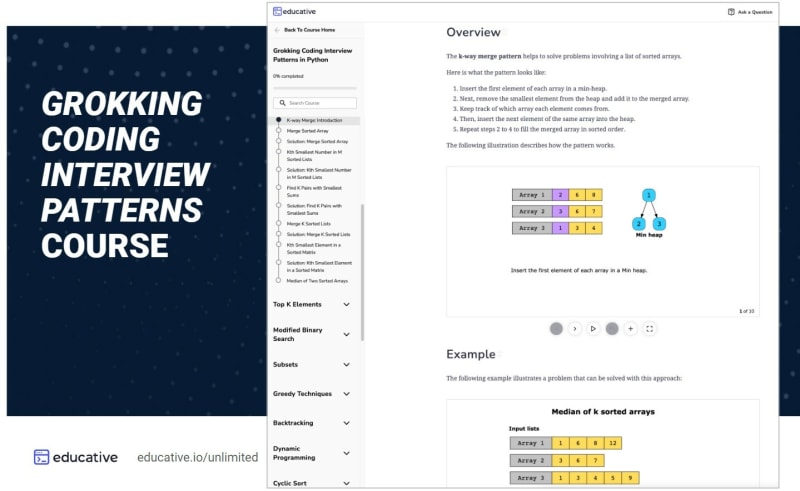 GROKKING
CODING
INTERVIEW
PATTERNS
COURSE
educative
educative.io/unlimited
educative
Ask a Question
← Back To Course Home
Grokking Coding Interview
Patterns in Python
0% completed
Search Course
K-way Merge: Introduction
Merge Sorted Array
Solution: Merge Sorted Array
Kth Smallest Number in M
Sorted Lists
Solution: Kth Smallest Number
in M Sorted Lists
Find K Pairs with Smallest
Sums
Solution: Find K Pairs with
Smallest Sums
Merge K Sorted Lists
Solution: Merge K Sorted Lists
Kth Smallest Element in a
Sorted Matrix
Solution: Kth Smallest Element
in a Sorted Matrix
Median of Two Sorted Arrays
Top K Elements
Modified Binary
Search
Subsets
Greedy Techniques
Backtracking
Dynamic
Programming
Cyclic Sort
Overview
The k-way merge pattern helps to solve problems involving a list of sorted arrays.
Here is what the pattern looks like:
1. Insert the first element of each array in a min-heap.
2. Next, remove the smallest element from the heap and add it to the merged array.
3. Keep track of which array each element comes from.
4. Then, insert the next element of the same array into the heap.
5. Repeat steps 2 to 4 to fill the merged array in sorted order.
The following illustration describes how the pattern works.
Array 1 2 6 8
Array 2 3 6 7
Array 3 1 3 4
1
2 3
Min heap
Insert the first element of each array in a Min heap.
1 of 10
Example
The following example illustrates a problem that can be solved with this approach:
Median of k sorted arrays
Input lists
Array 1 1 6 8 12
Array 2 3 6 7
Array 3 1 3 4 5 9